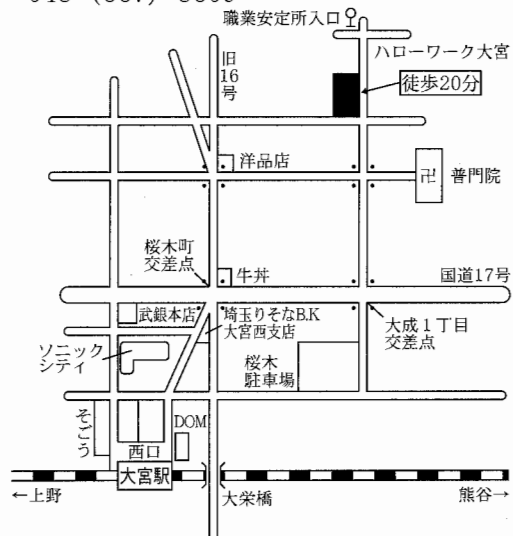 職業安定所入口
ハローワーク大宮
徒歩20分
旧16号
洋品店
卍 普門院
桜木町
交差点
牛丼
国道17号
武銀本店
埼玉りそなB.K
大宮西支店
大成1丁目
交差点
ソニック
シティ
桜木
駐車場
そごう
西口
DOM
大宮駅
←上野
大栄橋
熊谷→